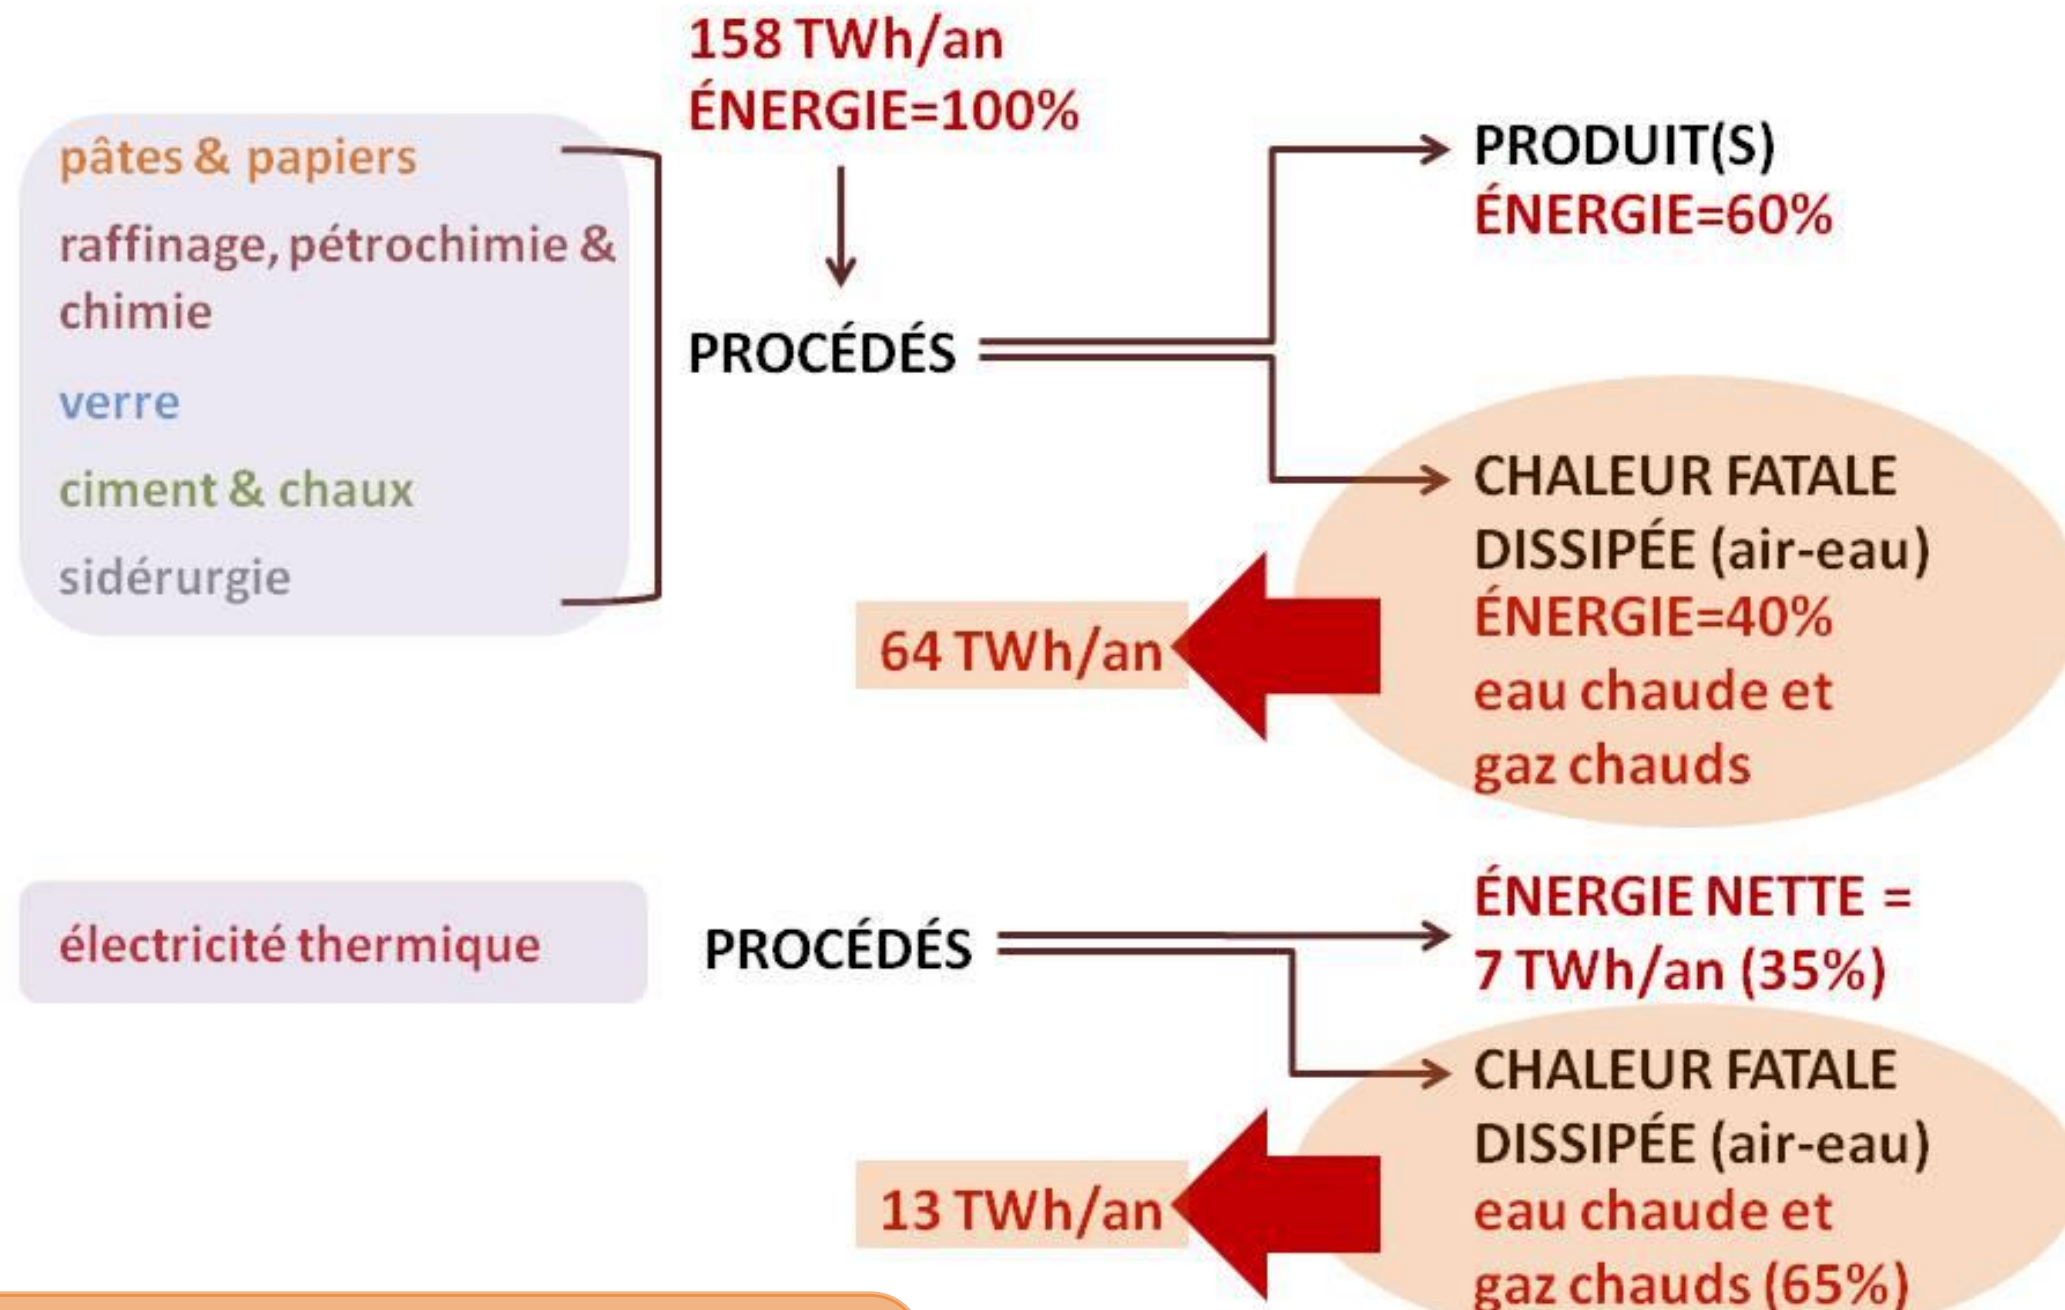 158 TWh/an
ÉNERGIE=100%
pâtes & papiers
raffinage, pétrochimie &
chimie
verre
ciment & chaux
sidérurgie
PROCÉDÉS
PRODUIT(S)
ÉNERGIE=60%
CHALEUR FATALE
DISSIPÉE (air-eau)
ÉNERGIE=40%
eau chaude et
gaz chauds
64 TWh/an
électricité thermique
PROCÉDÉS
ÉNERGIE NETTE =
7 TWh/an (35%)
CHALEUR FATALE
DISSIPÉE (air-eau)
eau chaude et
gaz chauds (65%)
13 TWh/an